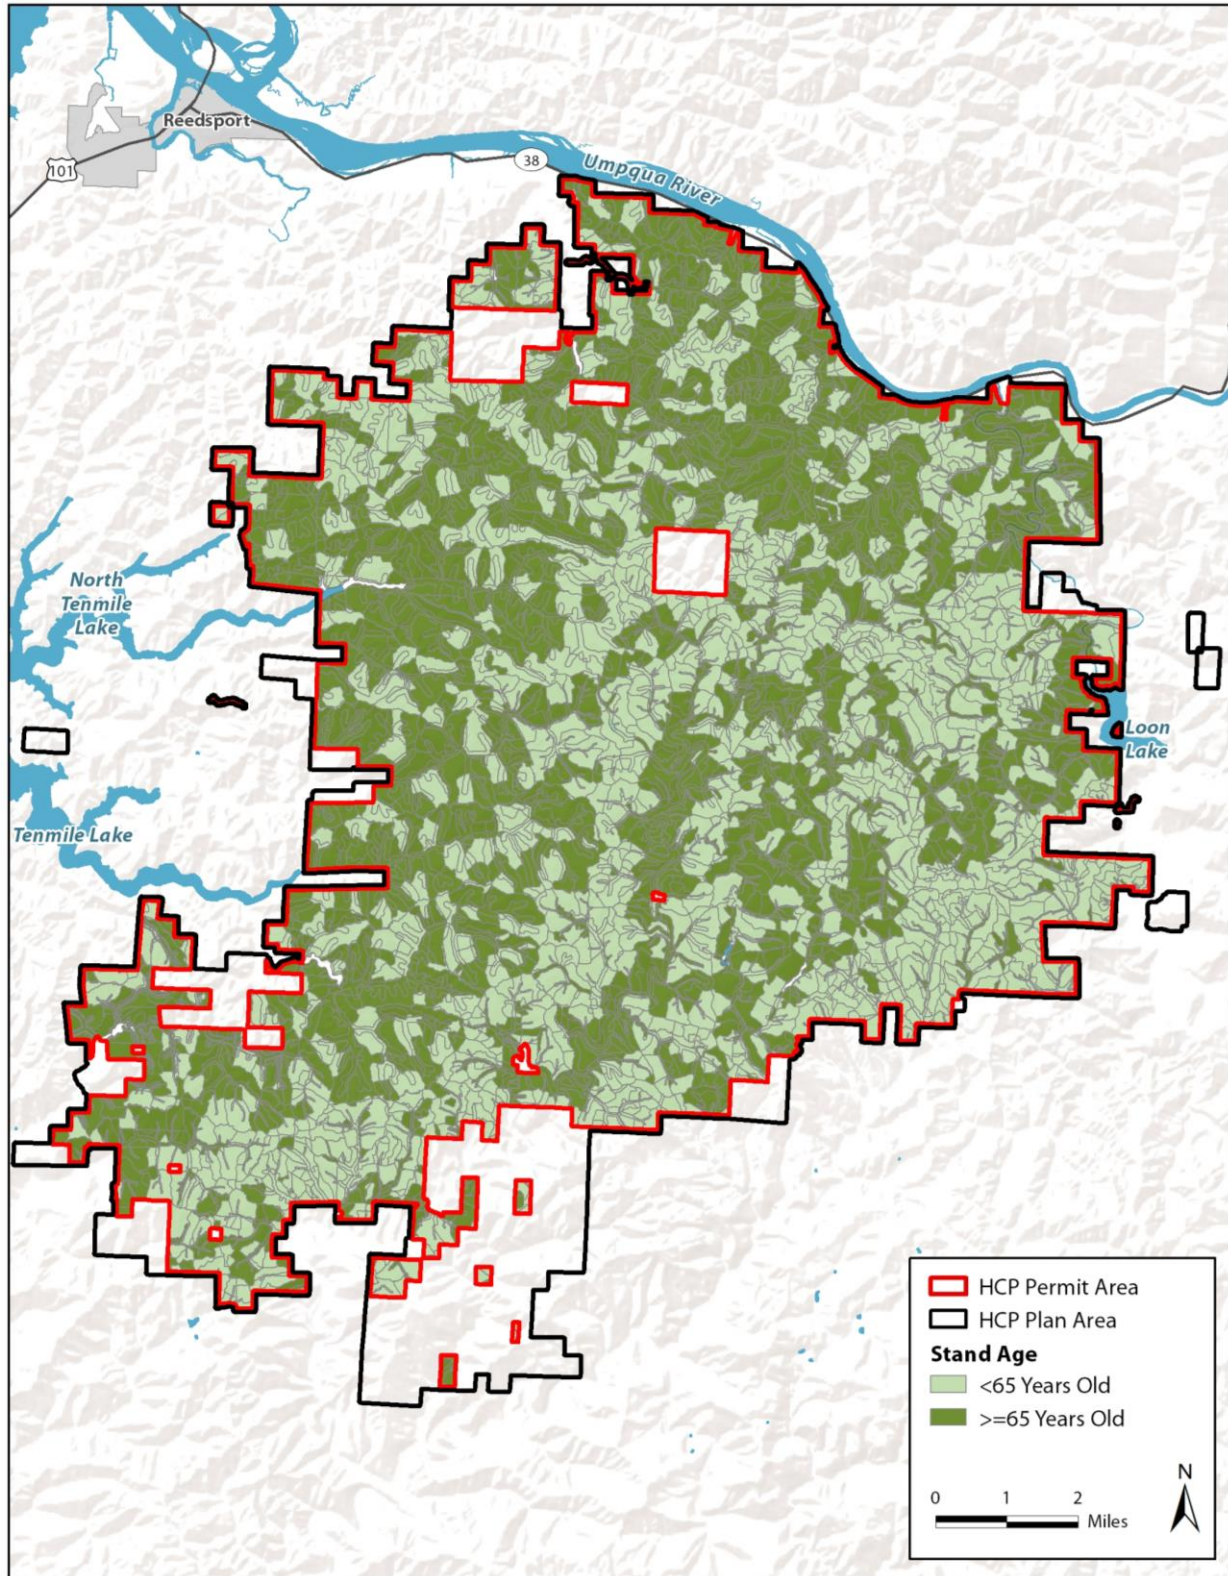 Reedsport
101
38
Umpqua River
North
Tenmile
Lake
Loon
Lake
Tenmile Lake
HCP Permit Area
HCP Plan Area
Stand Age
<65 Years Old
>=65 Years Old
N
0 1 2
Miles